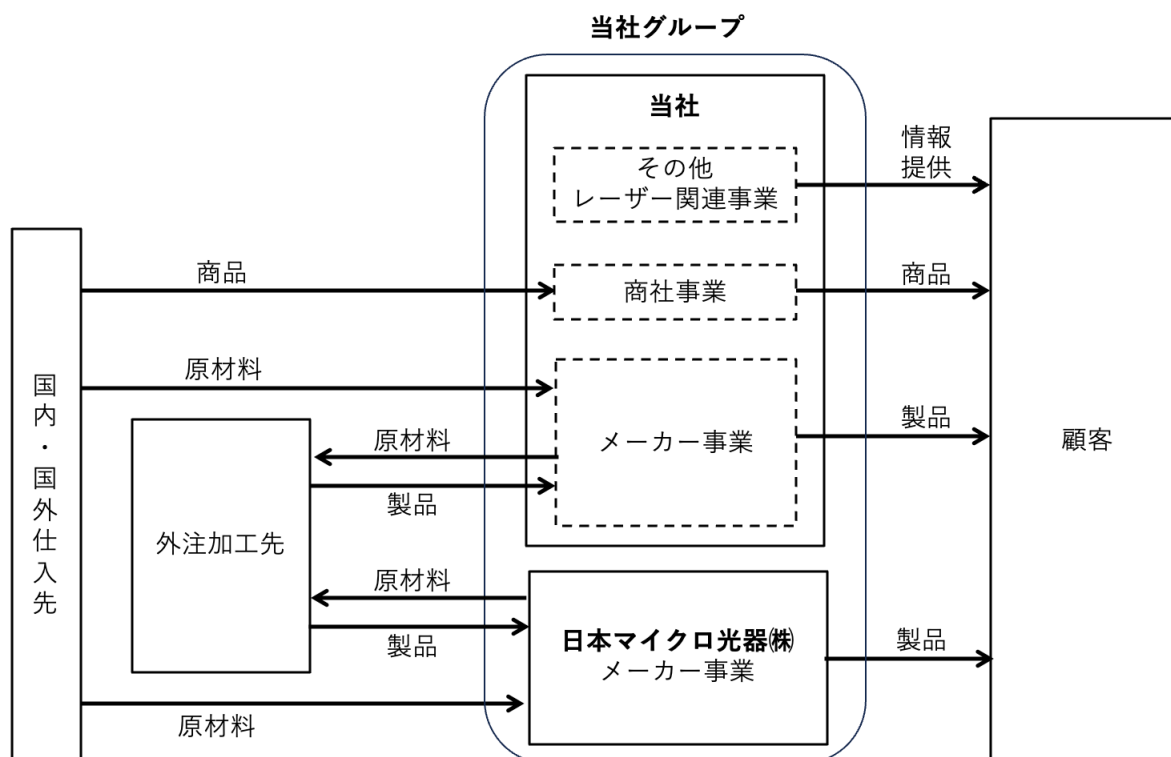 当社グループ
当社
その他
レーザー関連事業
情報
提供
商品
商社事業
商品
原材料
メーカー事業
製品
原材料
製品
国内・国外仕入先
外注加工先
顧客
原材料
製品
日本マイクロ光器㈱
メーカー事業
製品
原材料